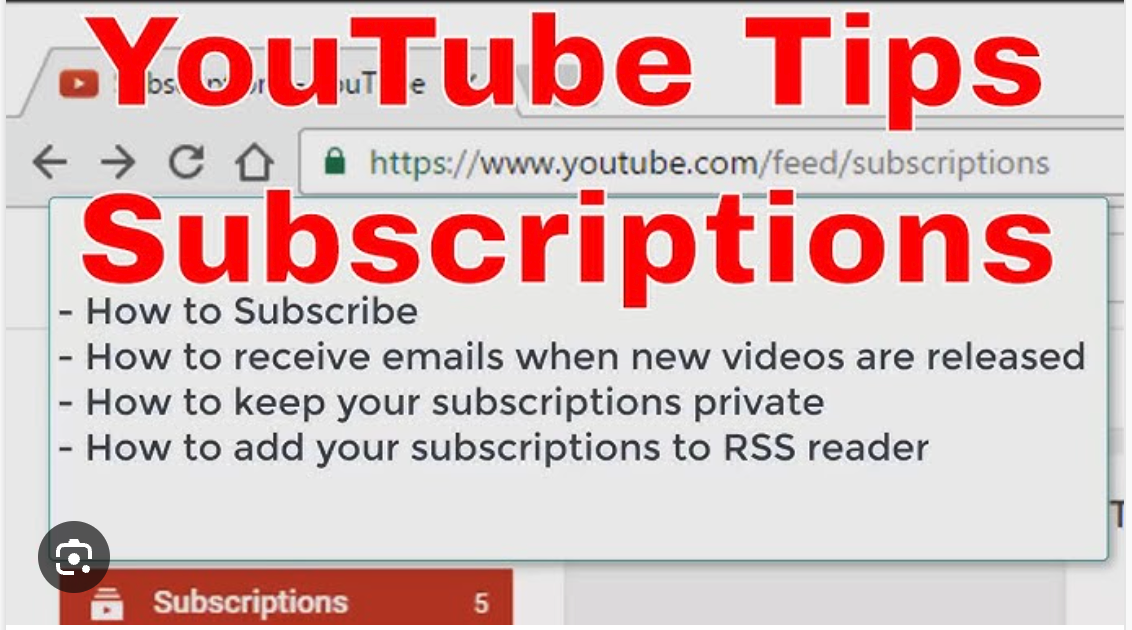 YouTube Tips
https://www.youtube.com/feed/subscriptions
Subscriptions
- How to Subscribe
- How to receive emails when new videos are released
- How to keep your subscriptions private
- How to add your subscriptions to RSS reader
Subscriptions 5